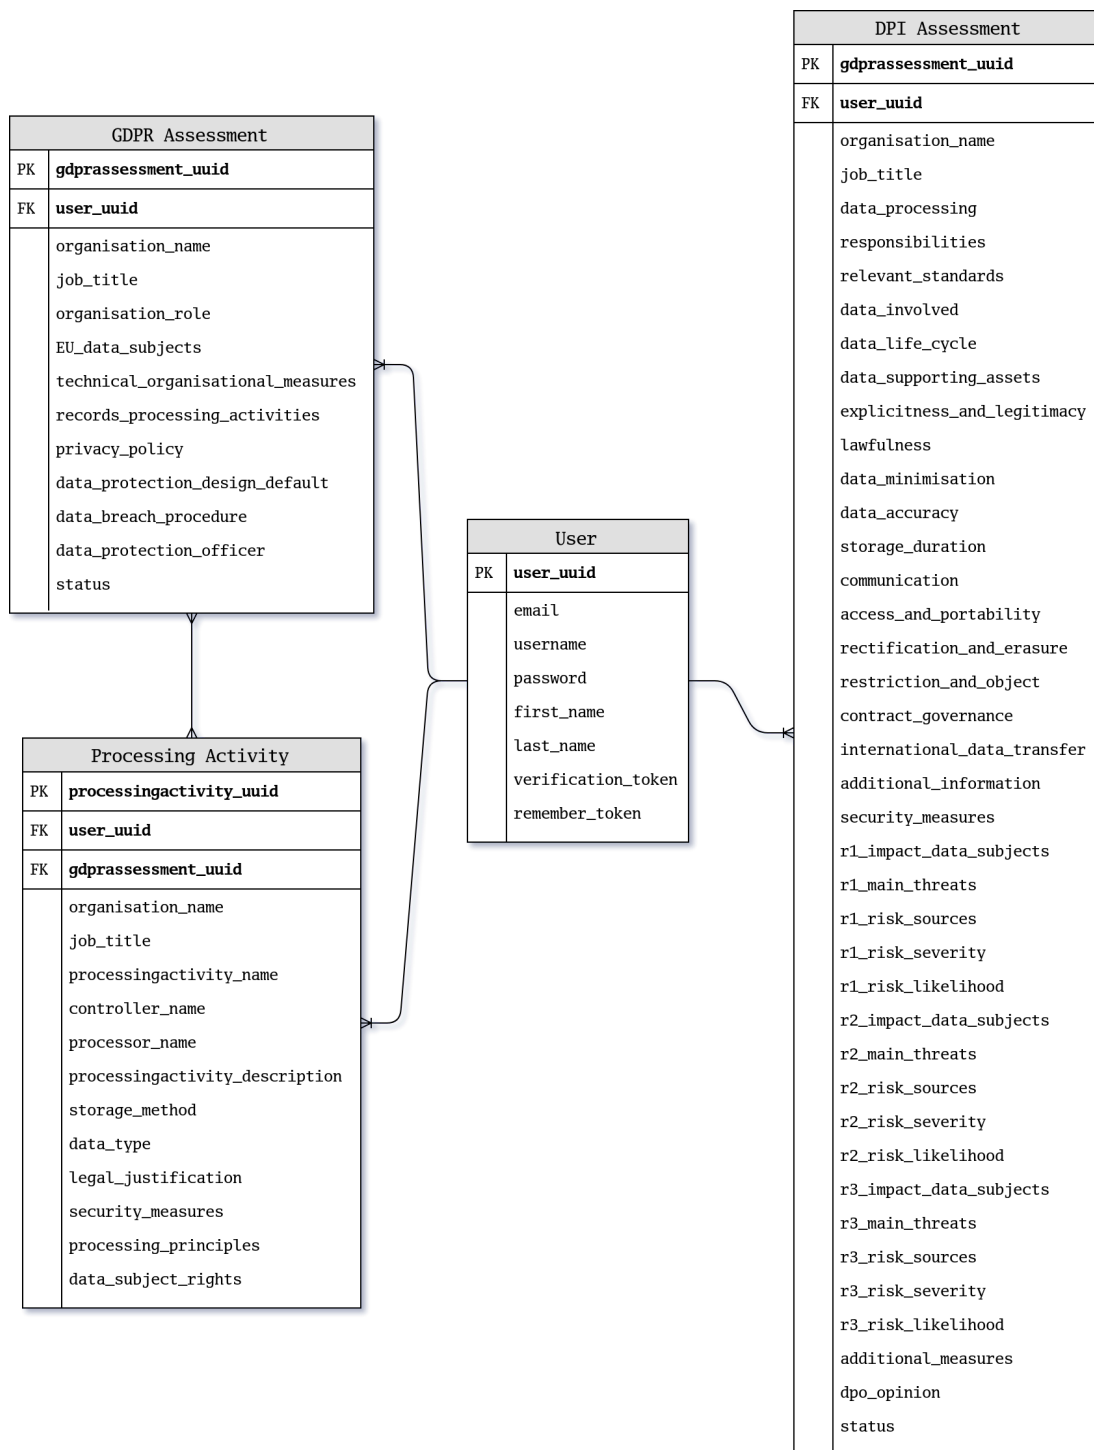 GDPR Assessment
PK gdprassessment_uuid
FK user_uuid
organisation_name
job_title
organisation_role
EU_data_subjects
technical_organisational_measures
records_processing_activities
privacy_policy
data_protection_design_default
data_breach_procedure
data_protection_officer
status
Processing Activity
PK processingactivity_uuid
FK user_uuid
FK gdprassessment_uuid
organisation_name
job_title
processingactivity_name
controller_name
processor_name
processingactivity_description
storage_method
data_type
legal_justification
security_measures
processing_principles
data_subject_rights
User
PK user_uuid
email
username
password
first_name
last_name
verification_token
remember_token
DPI Assessment
PK gdprassessment_uuid
FK user_uuid
organisation_name
job_title
data_processing
responsibilities
relevant_standards
data_involved
data_life_cycle
data_supporting_assets
explicitness_and_legitimacy
lawfulness
data_minimisation
data_accuracy
storage_duration
communication
access_and_portability
rectification_and_erasure
restriction_and_object
contract_governance
international_data_transfer
additional_information
security_measures
r1_impact_data_subjects
r1_main_threats
r1_risk_sources
r1_risk_severity
r1_risk_likelihood
r2_impact_data_subjects
r2_main_threats
r2_risk_sources
r2_risk_severity
r2_risk_likelihood
r3_impact_data_subjects
r3_main_threats
r3_risk_sources
r3_risk_severity
r3_risk_likelihood
additional_measures
dpo_opinion
status